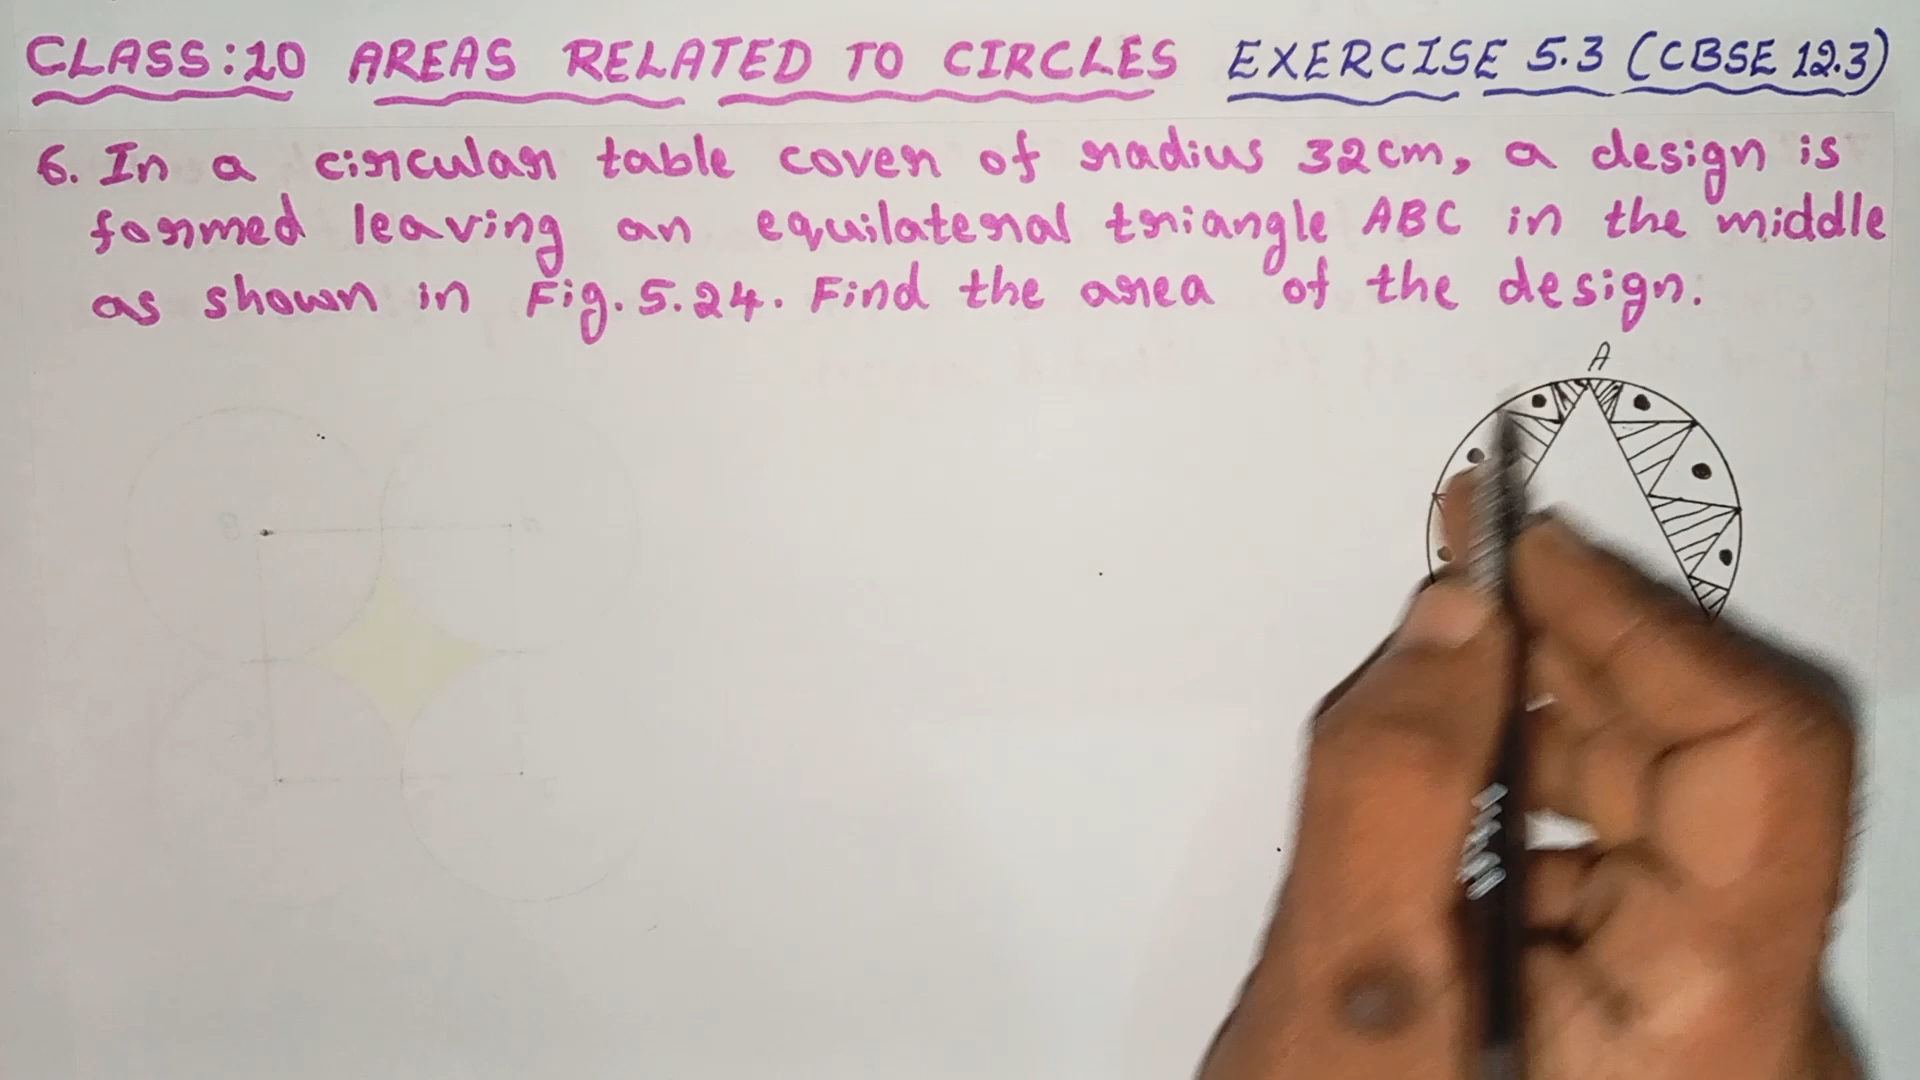 CLASS:10 AREAS RELATED TO CIRCLES EXERCISE 5.3 (CBSE 12.3)
6. In a circular table cover of radius 32cm, a design is
formed leaving an equilateral triangle ABC in the middle
as shown in Fig. 5.24. Find the area of the design.
A